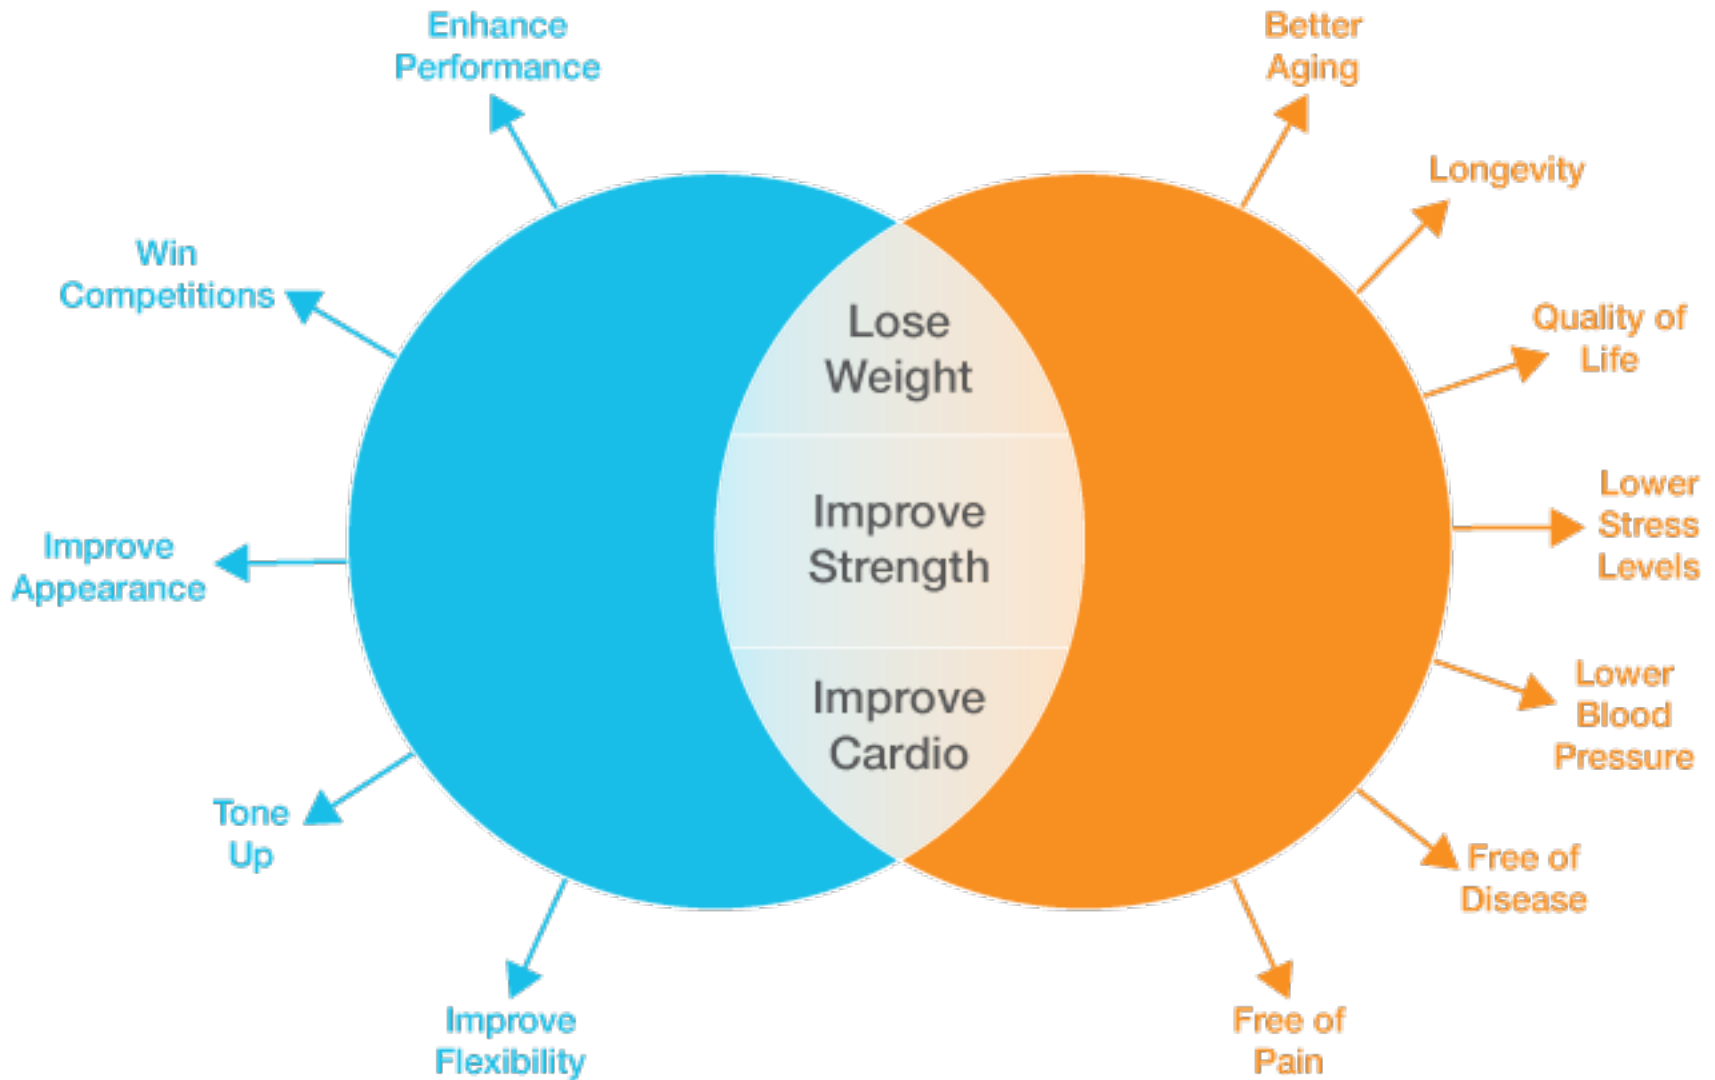 Enhance
Performance
Win
Competitions
Improve
Appearance
Tone
Up
Improve
Flexibility
Lose
Weight
Improve
Strength
Improve
Cardio
Better
Aging
Longevity
Quality of
Life
Lower
Stress
Levels
Lower
Blood
Pressure
Free of
Disease
Free of
Pain